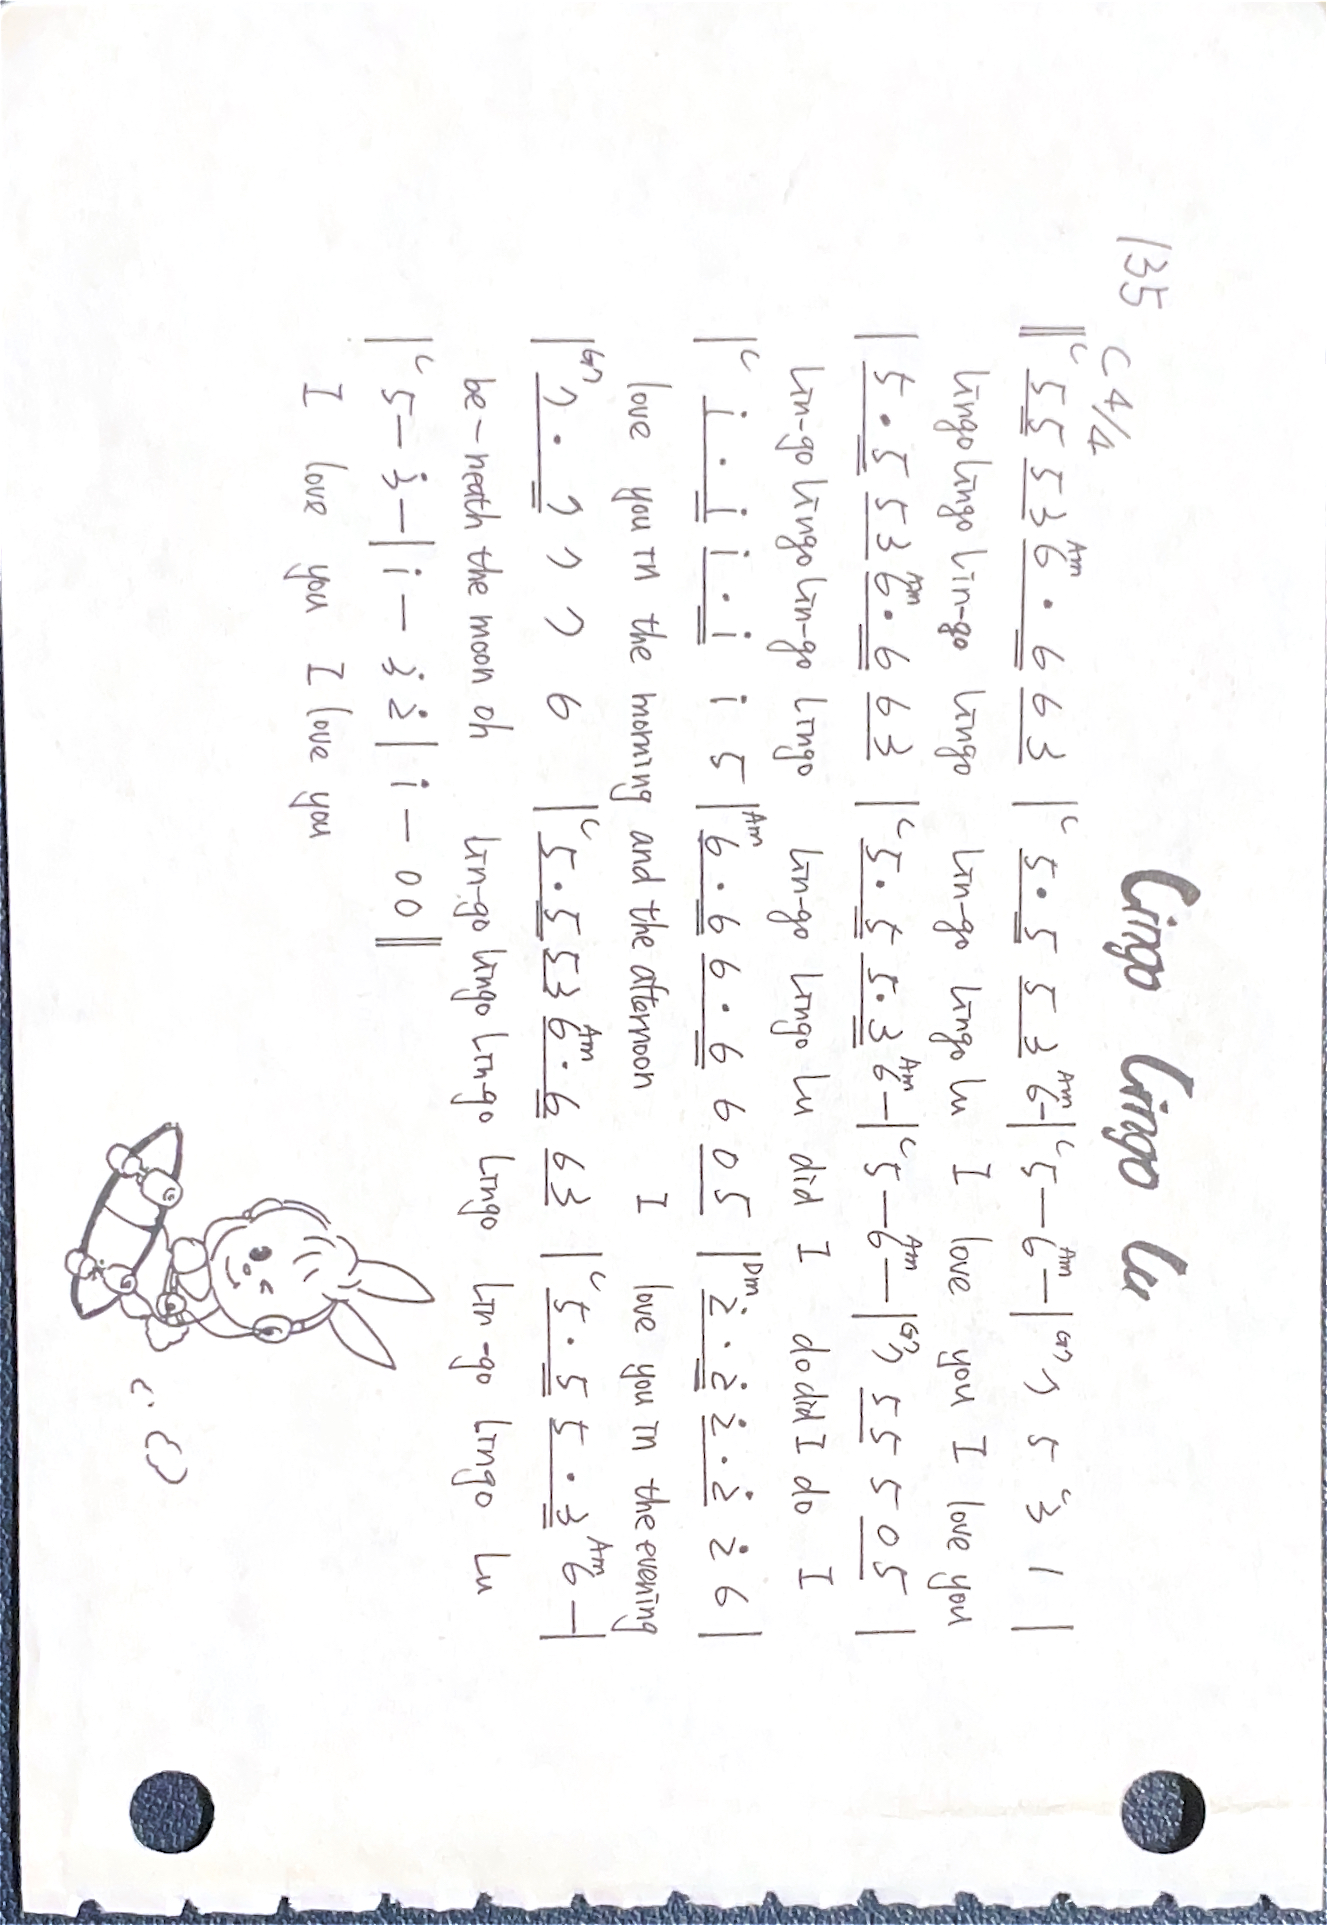 Lingo Lingo Lu
135
C 4/4
C Am C Am C Am G7 C
‖ 5 5 5 3 6 · 6 6 3 | 5 · 5 5 3 6 – | 5 – 6 – | 7 5 3 1 |
Lingo Lingo Lin-go Lingo Lin-go Lingo Lu I love you I love you
Am C Am C Am G7
| 5 · 5 5 3 6 · 6 6 3 | 5 · 5 5 · 3 6 – | 5 – 6 – | 7 5 5 5 0 5 |
Lin-go Lingo Lin-go Lingo Lin-go Lingo Lu did I do did I do I
C Am Dm
| i · i i · i i 5 | 6 · 6 6 · 6 6 0 5 | 2̇ · 2̇ 2̇ · 2̇ 2̇ 6 |
love you in the morning and the afternoon I love you in the evening
G7 C Am C Am
| 7 · 7 7 7 6 | 5 · 5 5 3 6 · 6 6 3 | 5 · 5 5 · 3 6 – |
be – neath the moon oh Lin-go Lingo Lin-go Lingo Lin-go Lingo Lu
C
| 5 – 3̇ – | i – 3̇ 2̇ | i – 0 0 ‖
I love you I love you